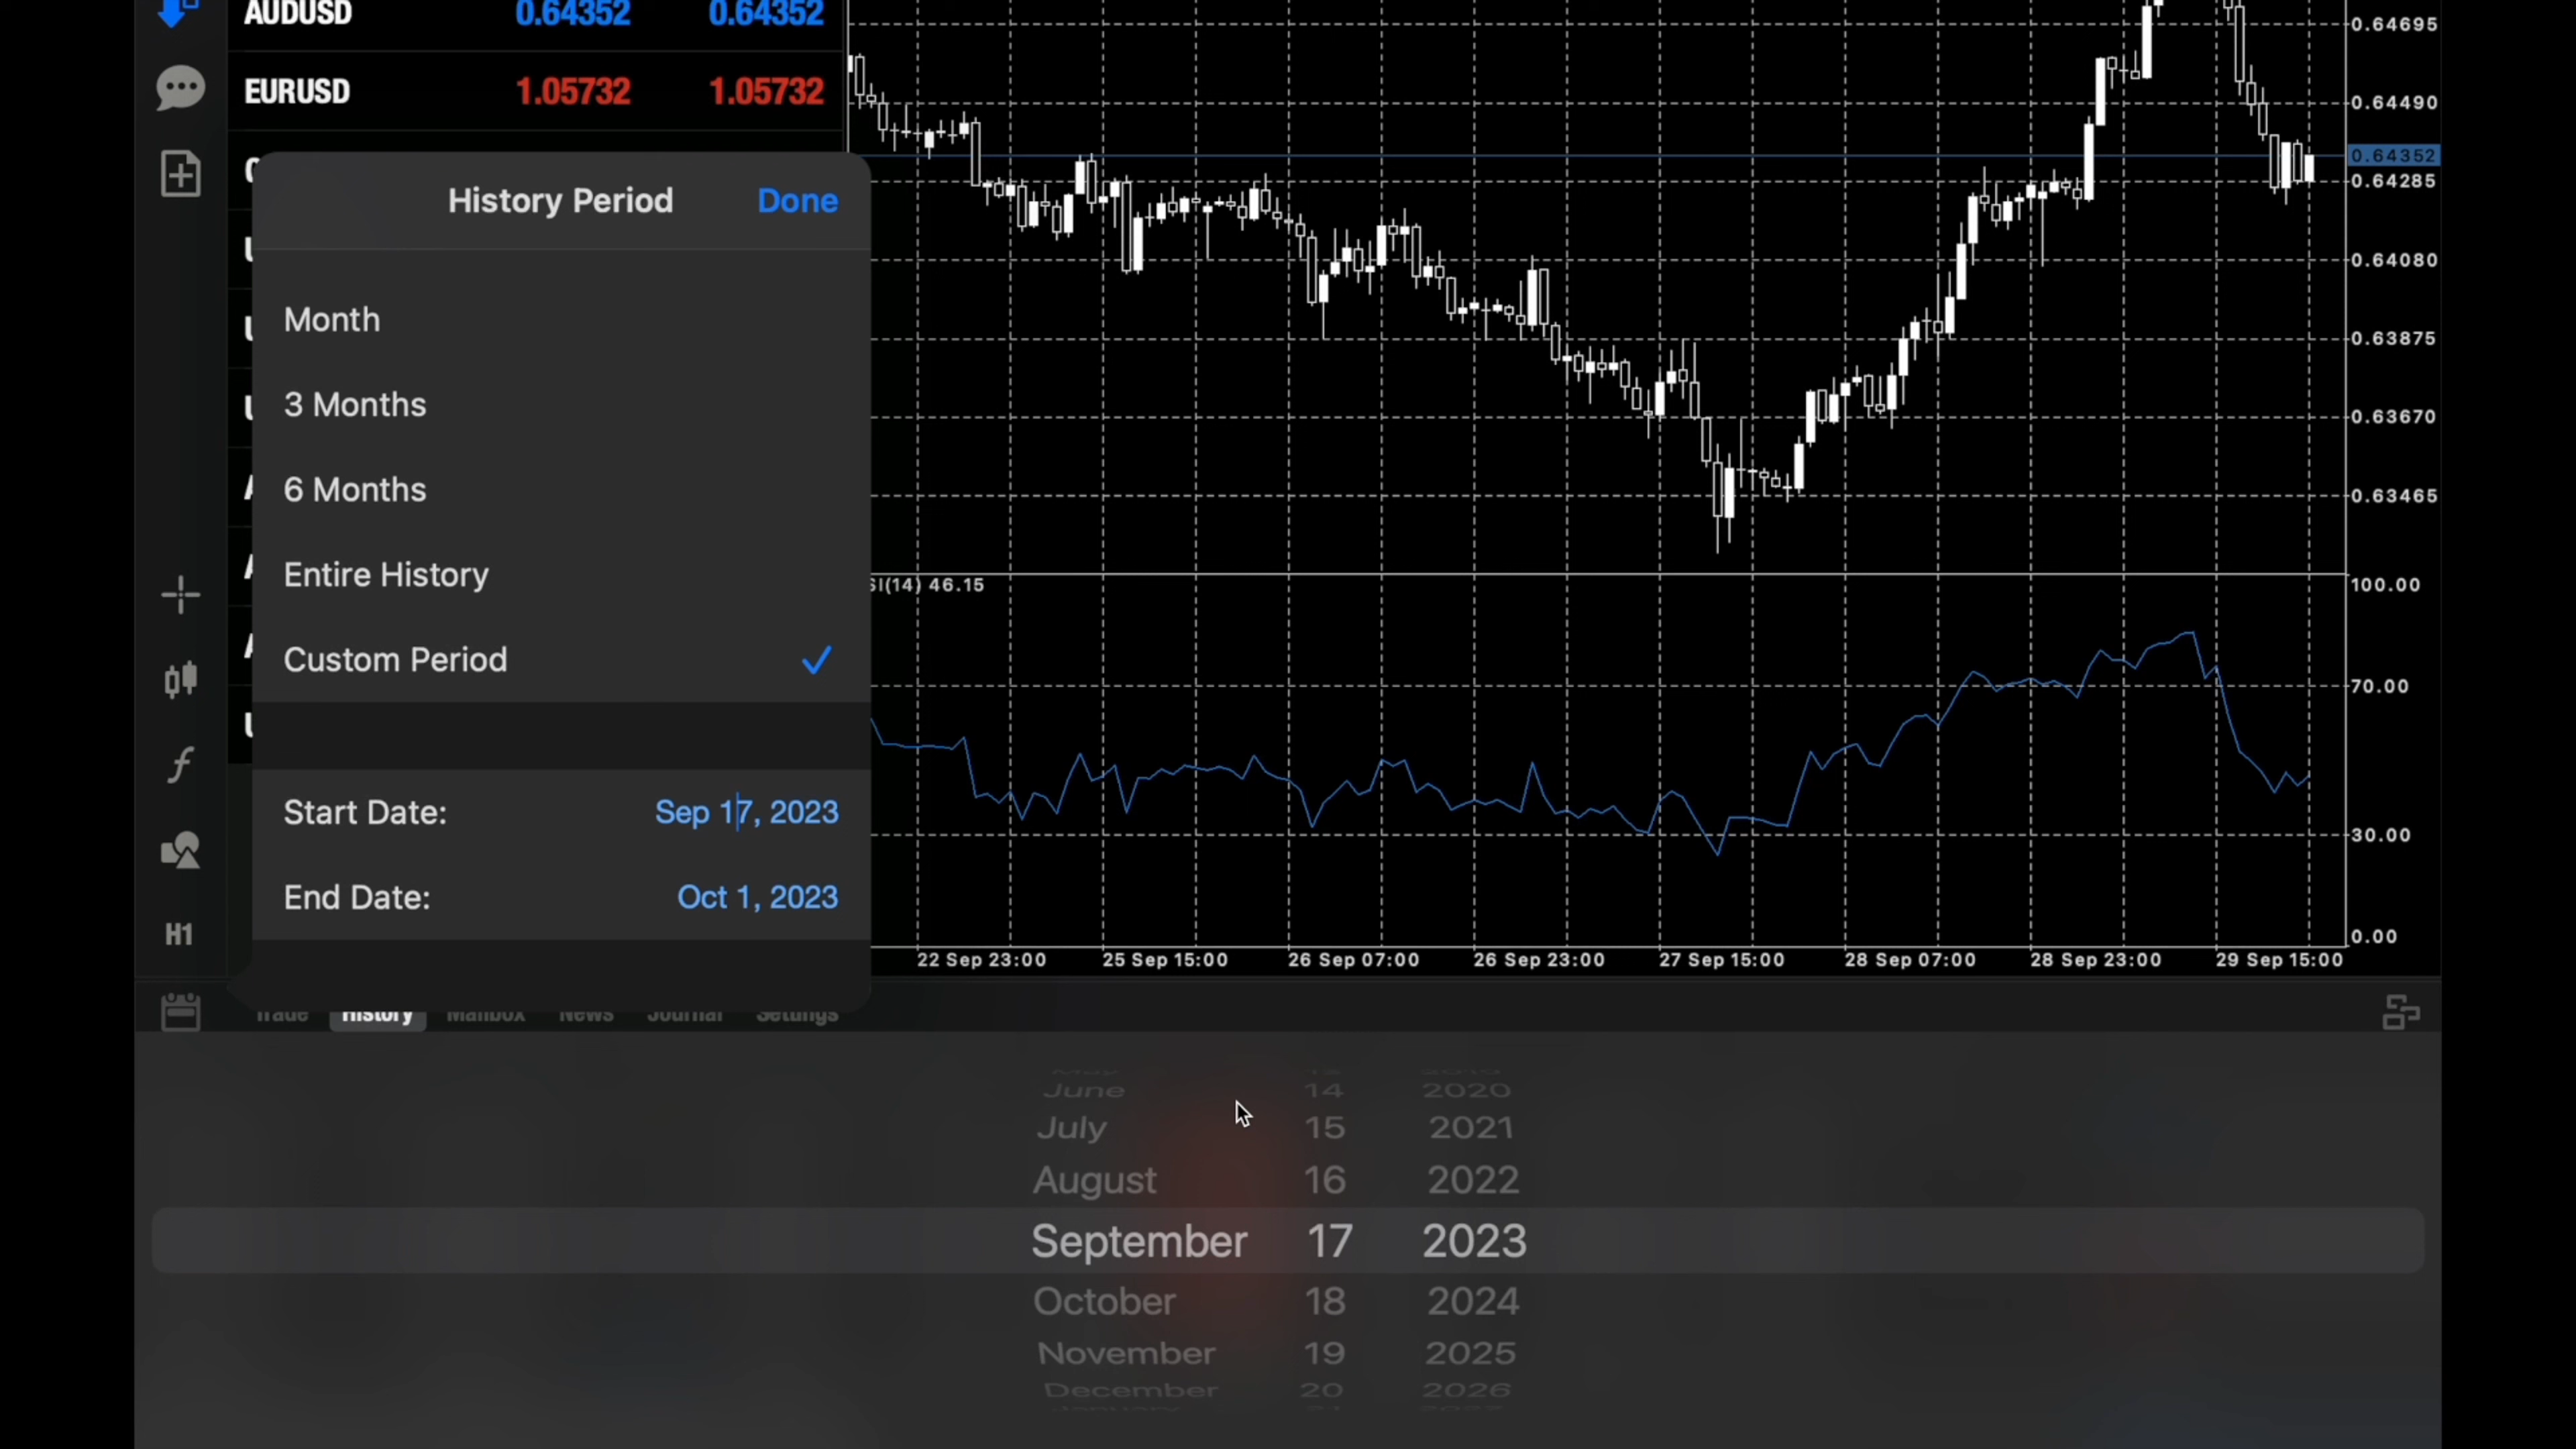 AUDUSD 0.64352 0.64352
EURUSD 1.05732 1.05732
History Period Done
Month
3 Months
6 Months
Entire History
Custom Period
Start Date: Sep 17, 2023
End Date: Oct 1, 2023
H1
Trade History Mailbox News Journal Settings
0.64695
0.64490
0.64352
0.64285
0.64080
0.63875
0.63670
0.63465
SI(14) 46.15
100.00
70.00
30.00
0.00
22 Sep 23:00 25 Sep 15:00 26 Sep 07:00 26 Sep 23:00 27 Sep 15:00 28 Sep 07:00 28 Sep 23:00 29 Sep 15:00
June 14 2020
July 15 2021
August 16 2022
September 17 2023
October 18 2024
November 19 2025
December 20 2026